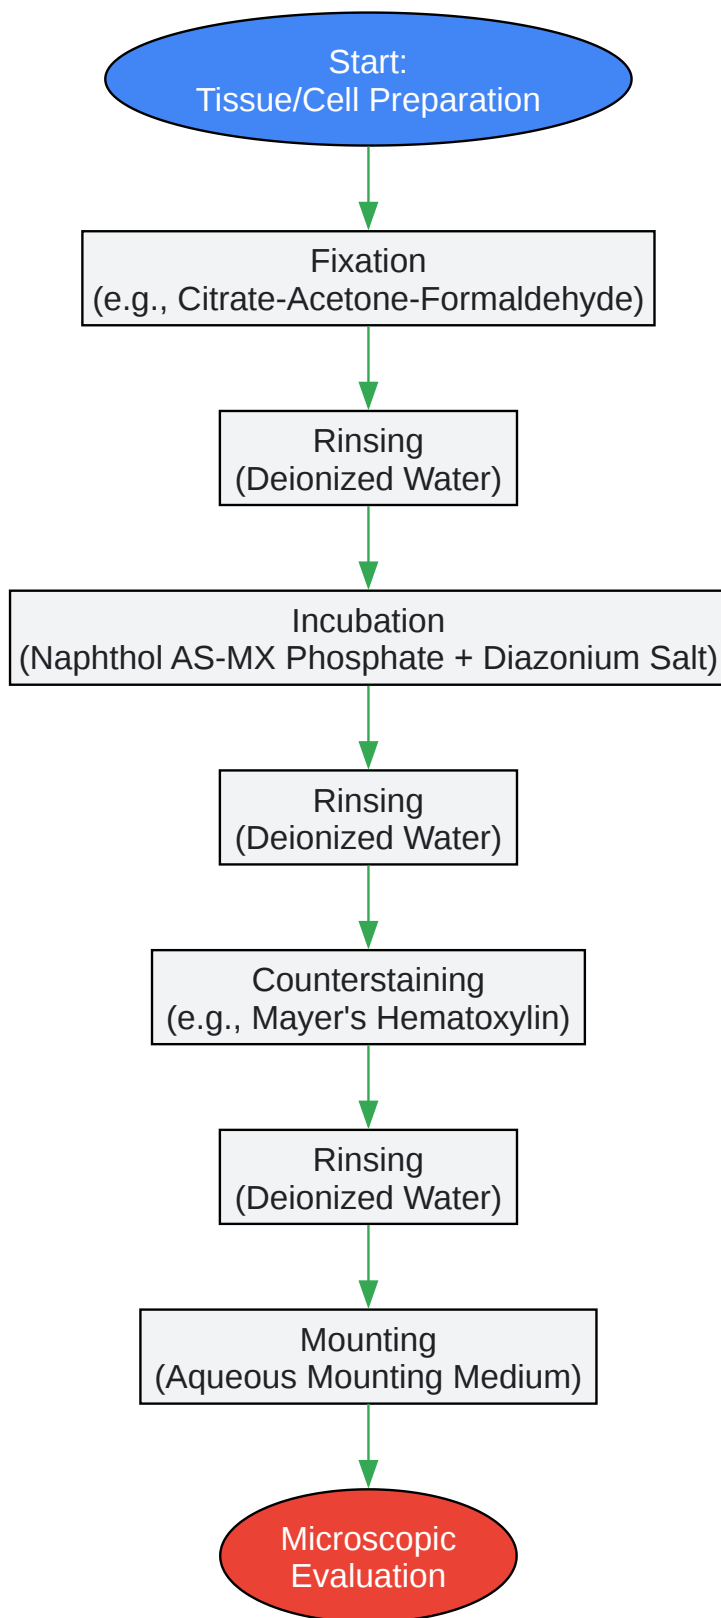 Start:
Tissue/Cell Preparation
Fixation
(e.g., Citrate-Acetone-Formaldehyde)
Rinsing
(Deionized Water)
Incubation
(Naphthol AS-MX Phosphate + Diazonium Salt)
Rinsing
(Deionized Water)
Counterstaining
(e.g., Mayer's Hematoxylin)
Rinsing
(Deionized Water)
Mounting
(Aqueous Mounting Medium)
Microscopic
Evaluation